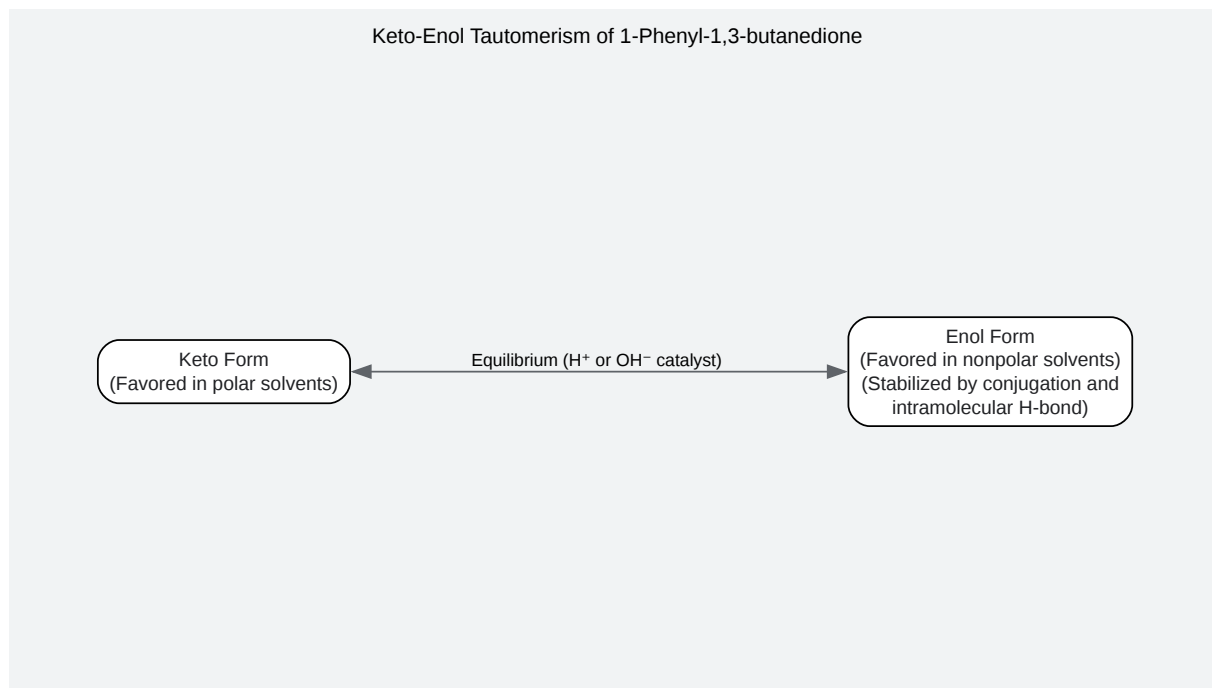 Keto-Enol Tautomerism of 1-Phenyl-1,3-butanedione
Keto Form
(Favored in polar solvents)
Equilibrium (H⁺ or OH⁻ catalyst)
Enol Form
(Favored in nonpolar solvents)
(Stabilized by conjugation and
intramolecular H-bond)